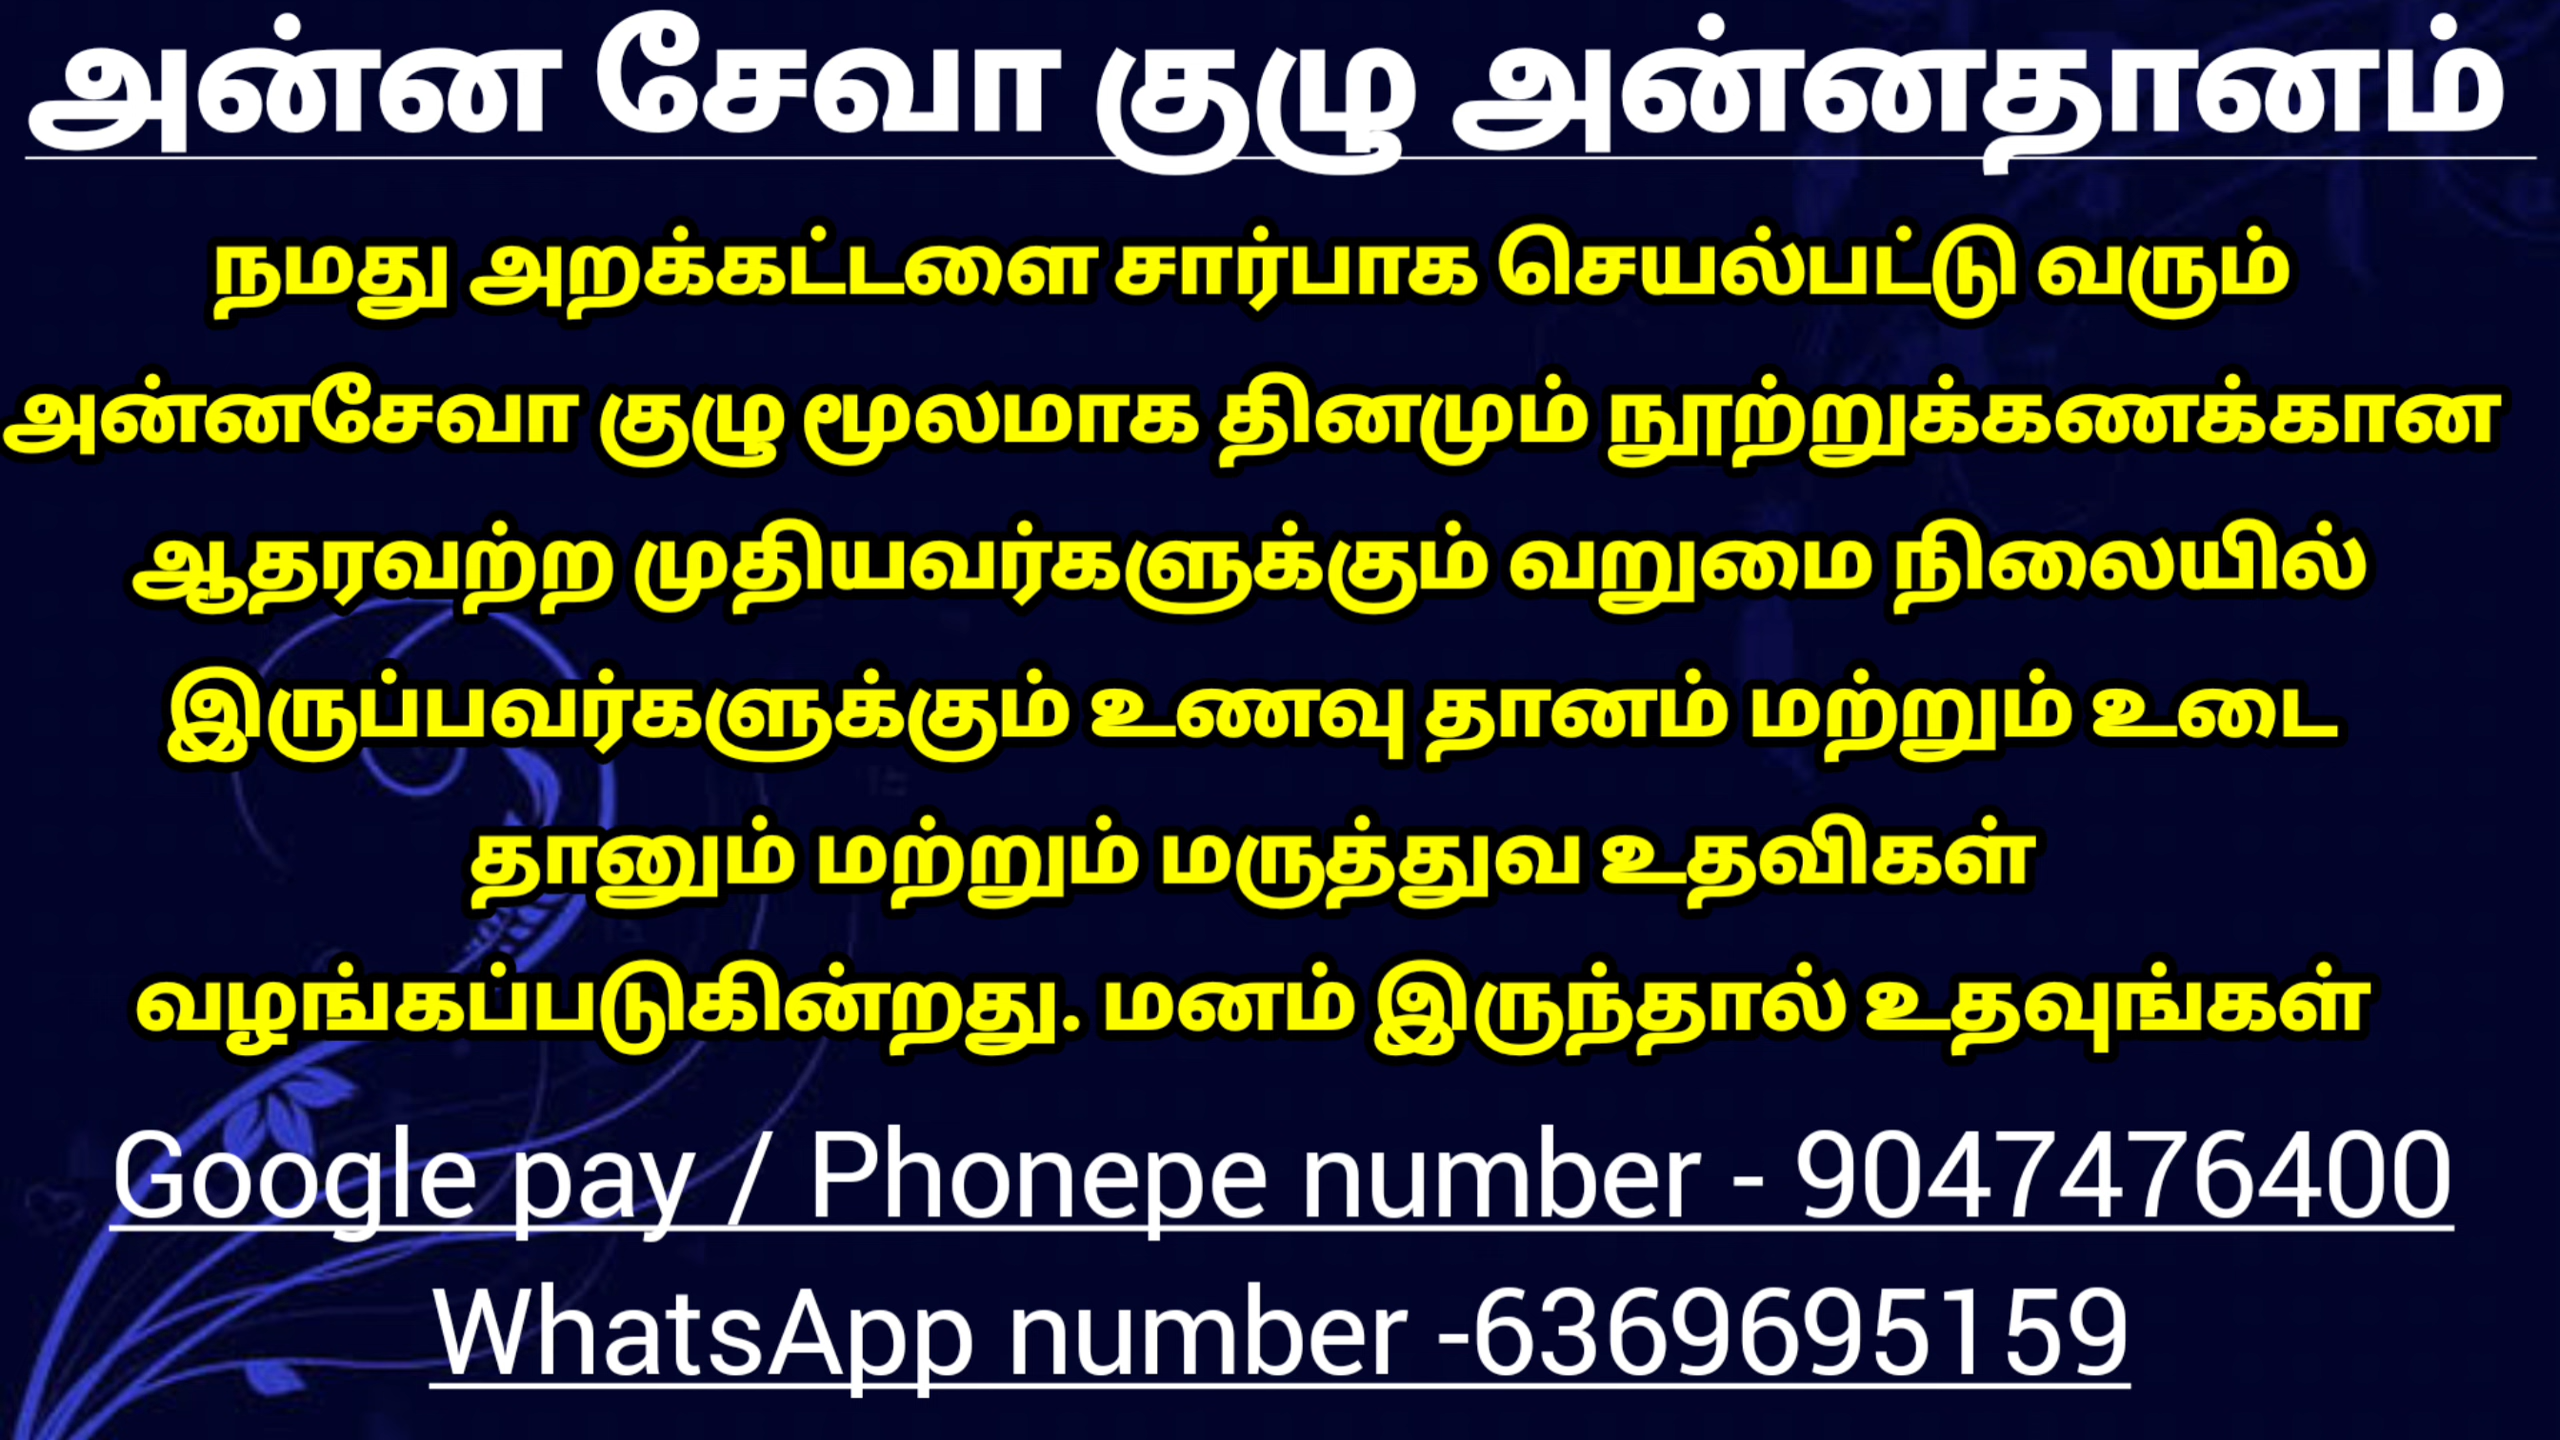 அன்ன சேவா குழு அன்னதானம்
நமது அறக்கட்டளை சார்பாக செயல்பட்டு வரும்
அன்னசேவா குழு மூலமாக தினமும் நூற்றுக்கணக்கான
ஆதரவற்ற முதியவர்களுக்கும் வறுமை நிலையில்
இருப்பவர்களுக்கும் உணவு தானம் மற்றும் உடை
தானும் மற்றும் மருத்துவ உதவிகள்
வழங்கப்படுகின்றது. மனம் இருந்தால் உதவுங்கள்
Google pay / Phonepe number - 9047476400
WhatsApp number -6369695159